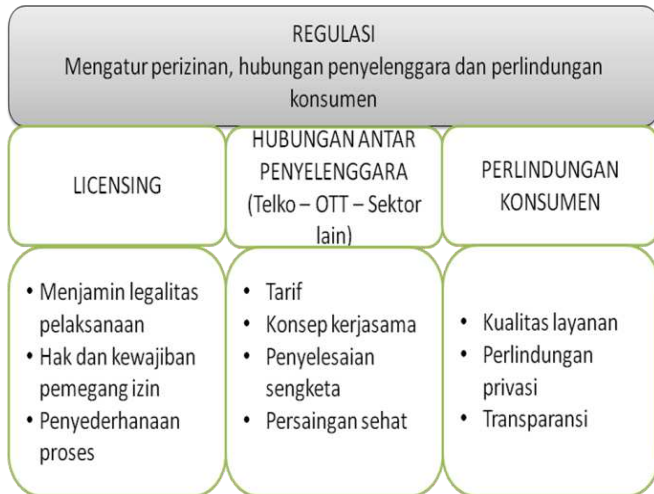 REGULASI
Mengatur perizinan, hubungan penyelenggara dan perlindungan
konsumen
LICENSING
HUBUNGAN ANTAR
PENYELENGGARA
(Telko – OTT – Sektor
lain)
PERLINDUNGAN
KONSUMEN
• Menjamin legalitas
pelaksanaan
• Hak dan kewajiban
pemegang izin
• Penyederhanaan
proses
• Tarif
• Konsep kerjasama
• Penyelesaian
sengketa
• Persaingan sehat
• Kualitas layanan
• Perlindungan
privasi
• Transparansi